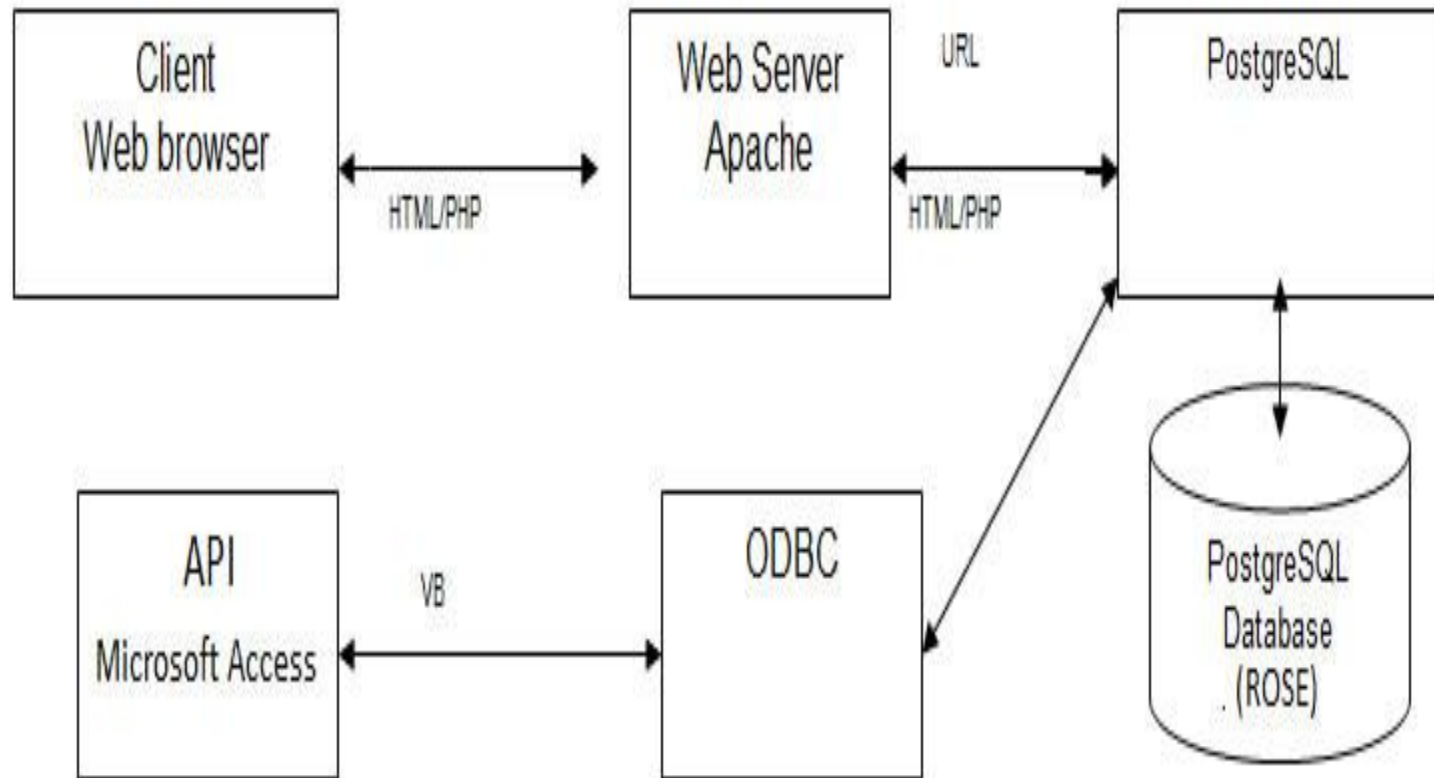 Client
Web browser
HTML/PHP
Web Server
Apache
URL
HTML/PHP
PostgreSQL
API
Microsoft Access
VB
ODBC
PostgreSQL
Database
. (ROSE)